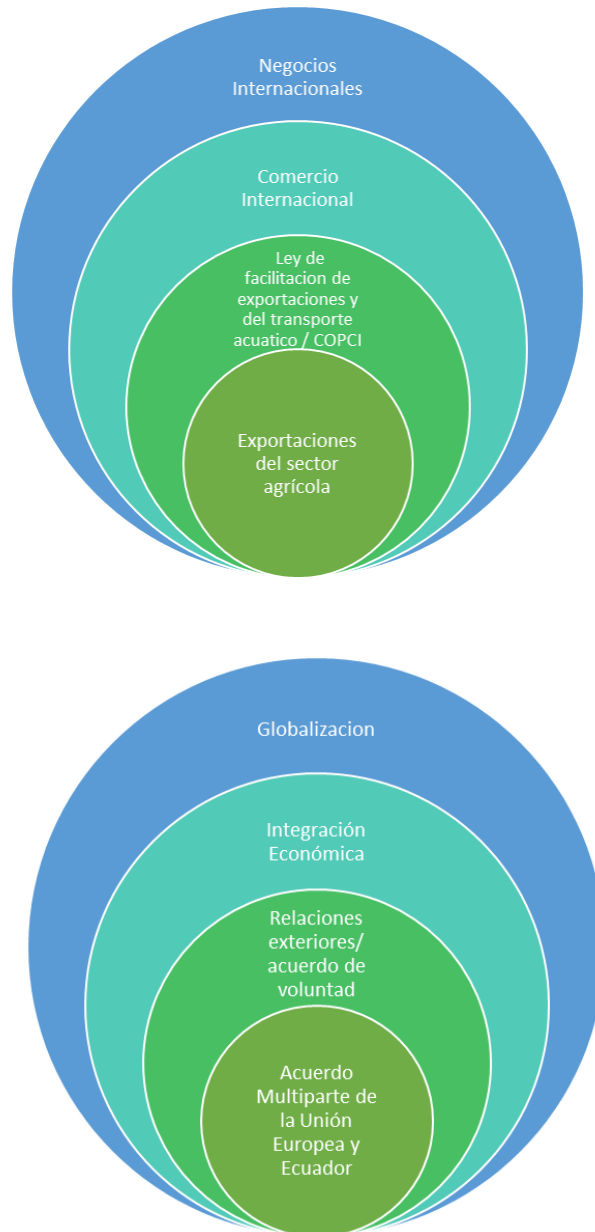 Negocios
Internacionales
Comercio
Internacional
Ley de
facilitacion de
exportaciones y
del transporte
acuatico / COPCI
Exportaciones
del sector
agrícola
Globalizacion
Integración
Económica
Relaciones
exteriores/
acuerdo de
voluntad
Acuerdo
Multiparte de
la Unión
Europea y
Ecuador